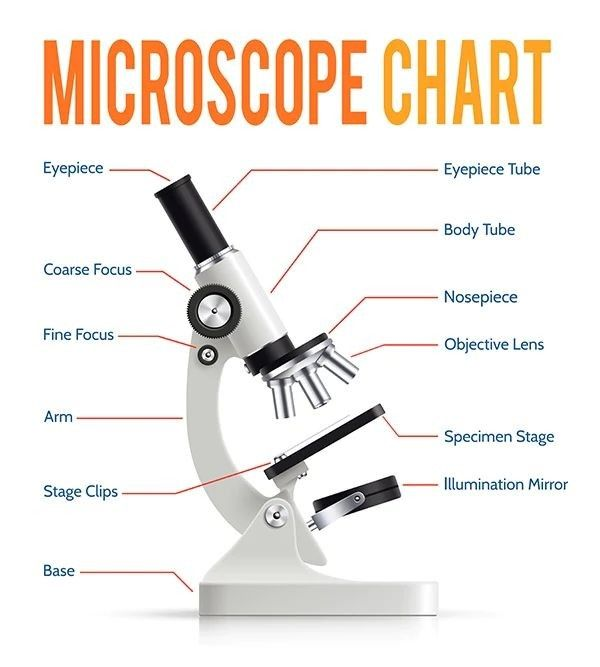 MICROSCOPE CHART
Eyepiece
Eyepiece Tube
Body Tube
Coarse Focus
Nosepiece
Fine Focus
Objective Lens
Arm
Specimen Stage
Stage Clips
Illumination Mirror
Base